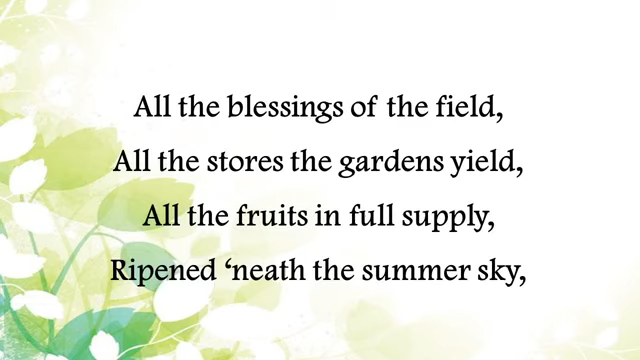 All the blessings of the field,
All the stores the gardens yield,
All the fruits in full supply,
Ripened ‘neath the summer sky,